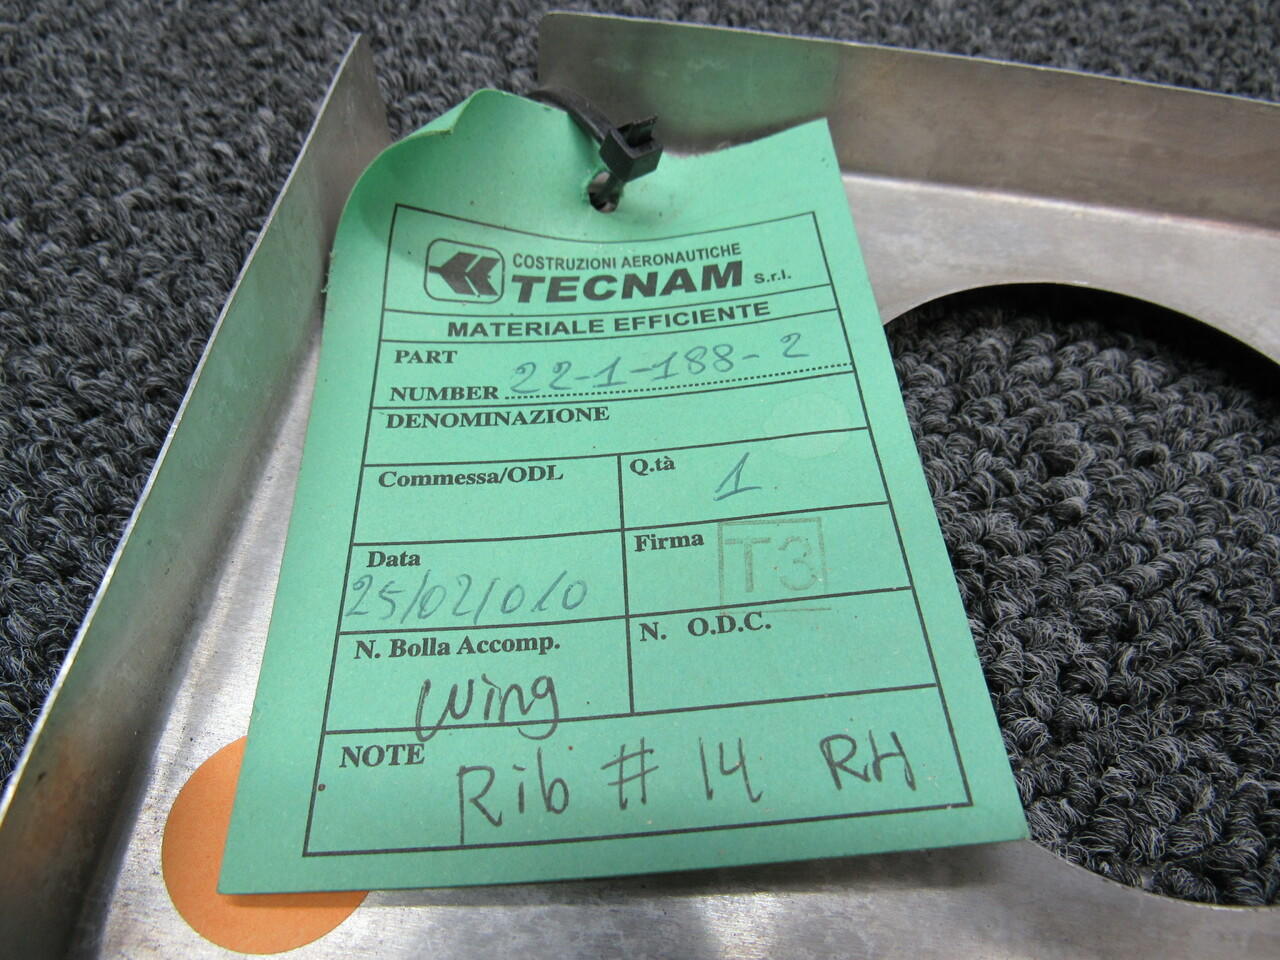 COSTRUZIONI AERONAUTICHE
TECNAM S.r.l.
MATERIALE EFFICIENTE
PART
NUMBER 22-1-188-2
DENOMINAZIONE
Commessa/ODL
Q.tà 1
Data
25/02/010
Firma T3
N. Bolla Accomp.
N. O.D.C.
Wing
NOTE
Rib # 14 RH